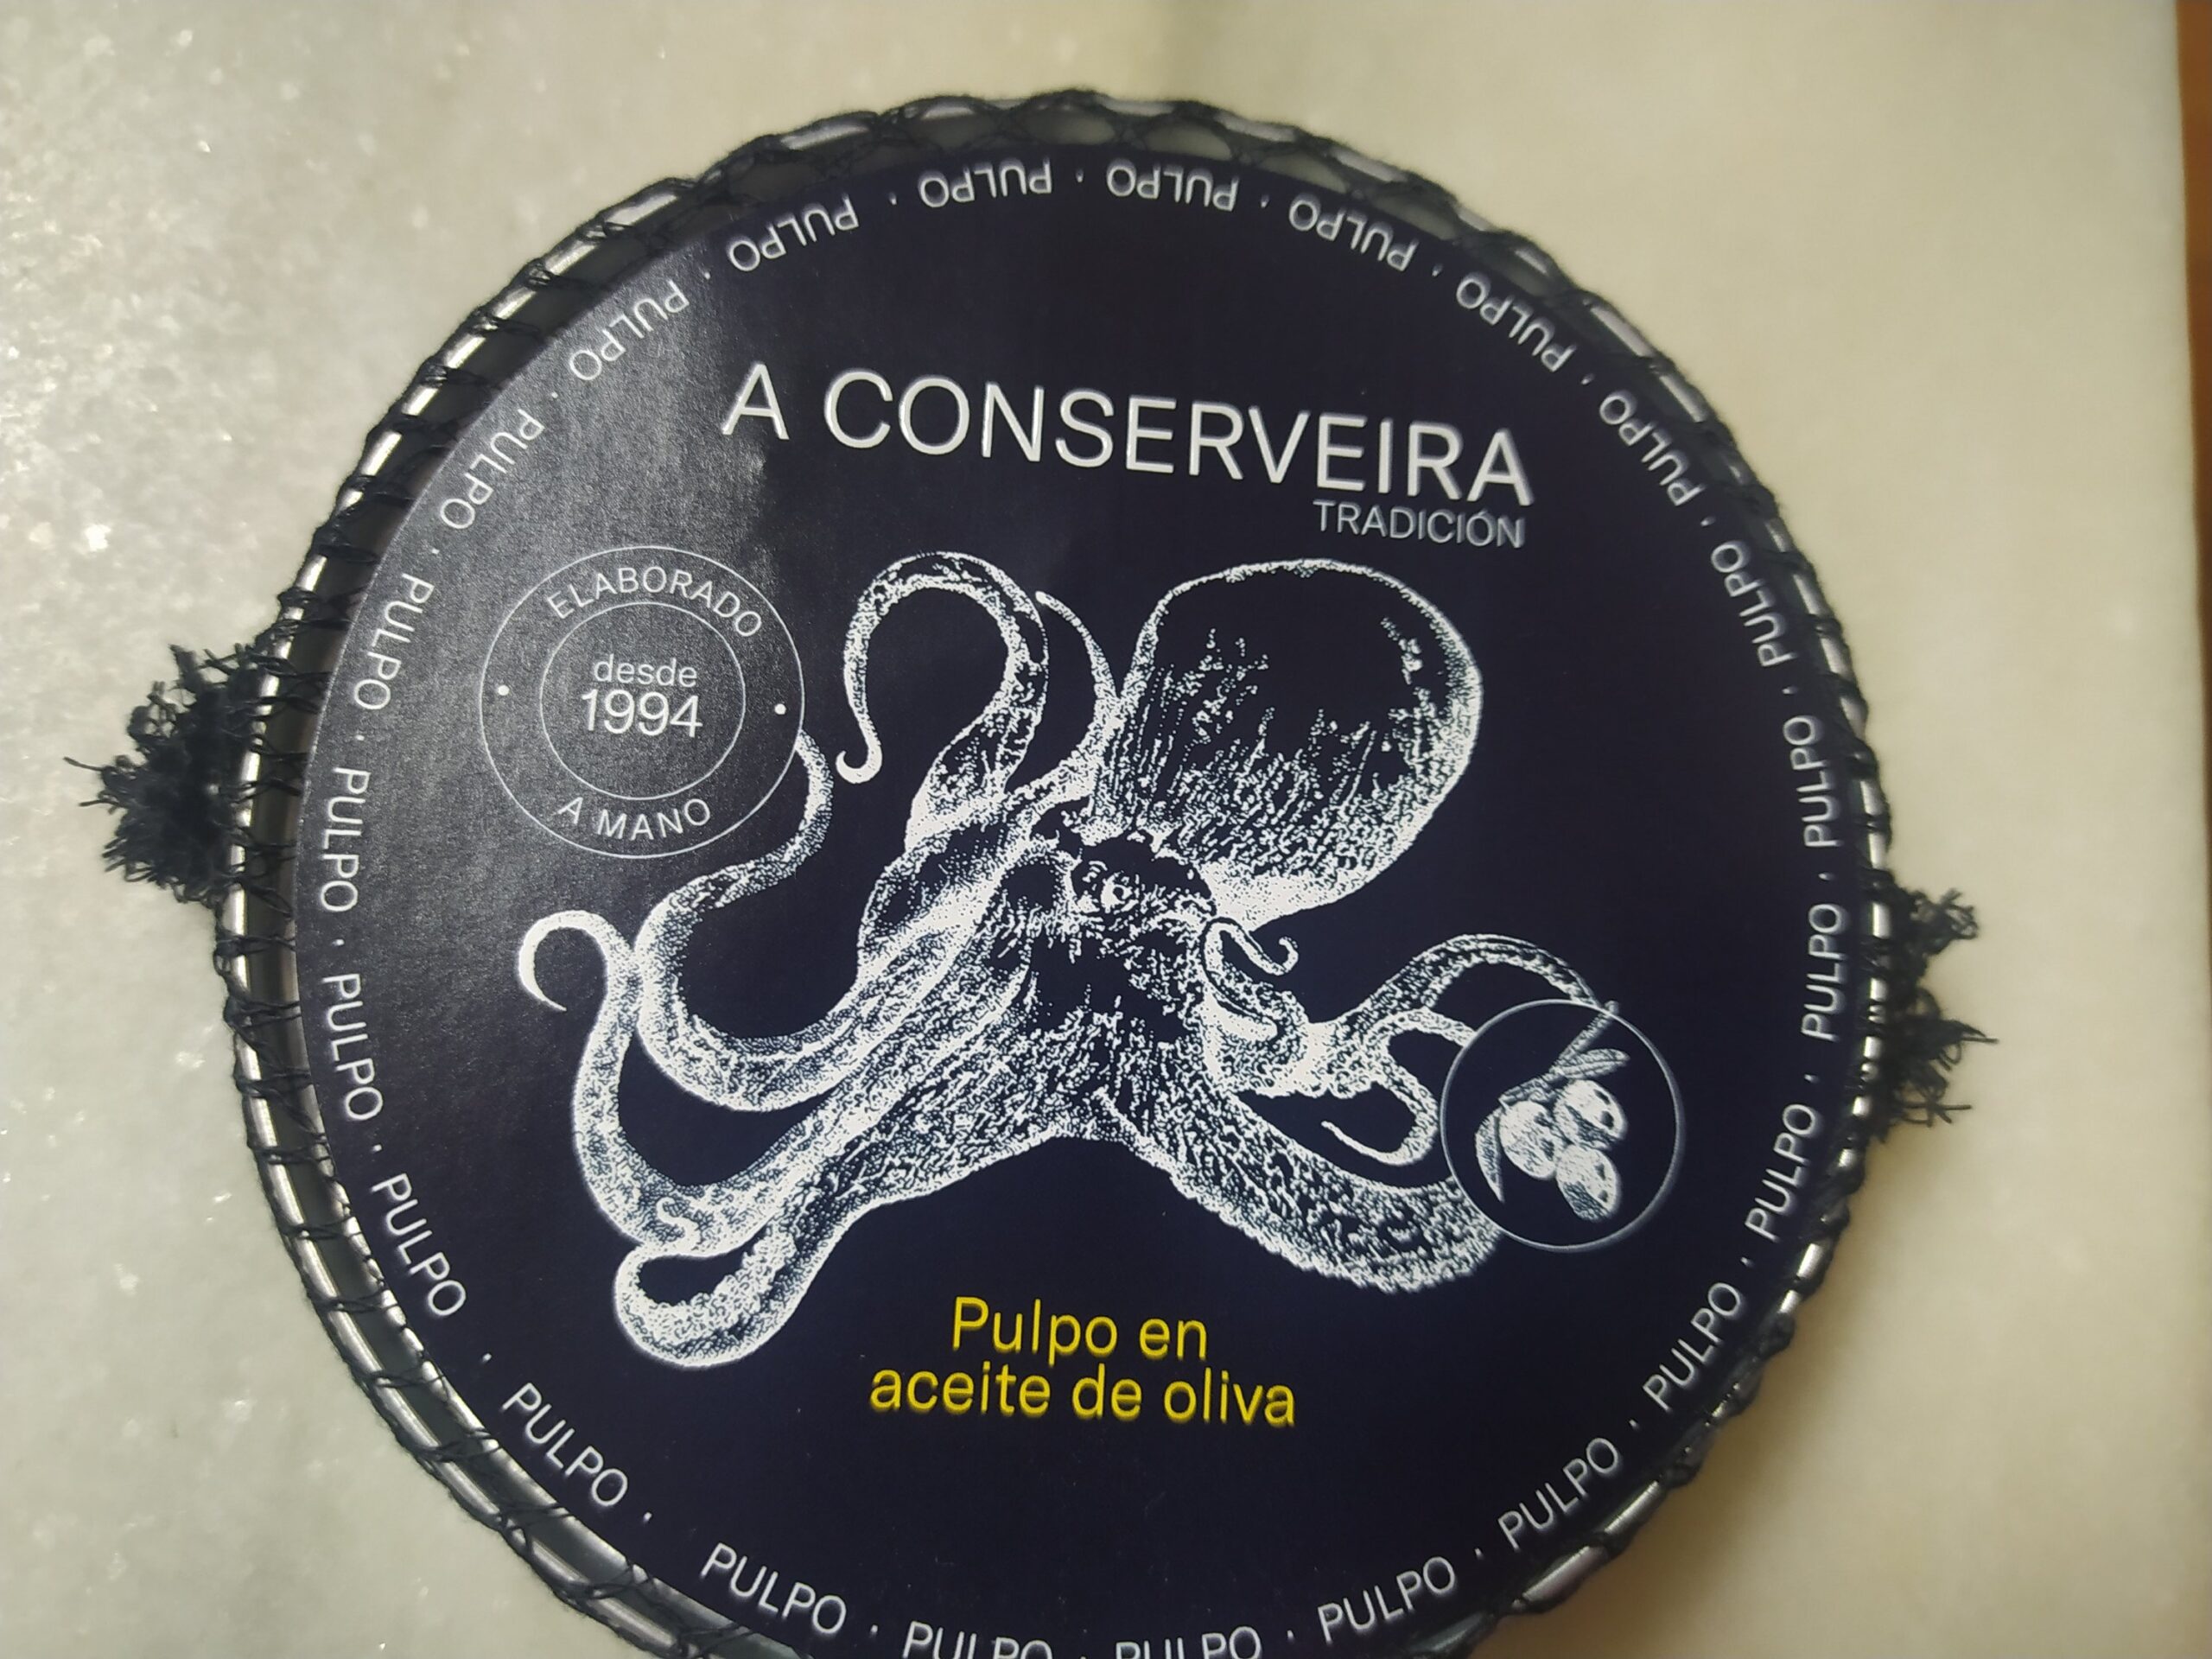 A CONSERVEIRA
TRADICIÓN
ELABORADO
desde
1994
A MANO
Pulpo en
aceite de oliva
PULPO · PULPO · PULPO · PULPO · PULPO · PULPO · PULPO · PULPO · PULPO · PULPO · PULPO · PULPO · PULPO · PULPO · PULPO · PULPO · PULPO · PULPO · PULPO · PULPO · PULPO · PULPO · PULPO